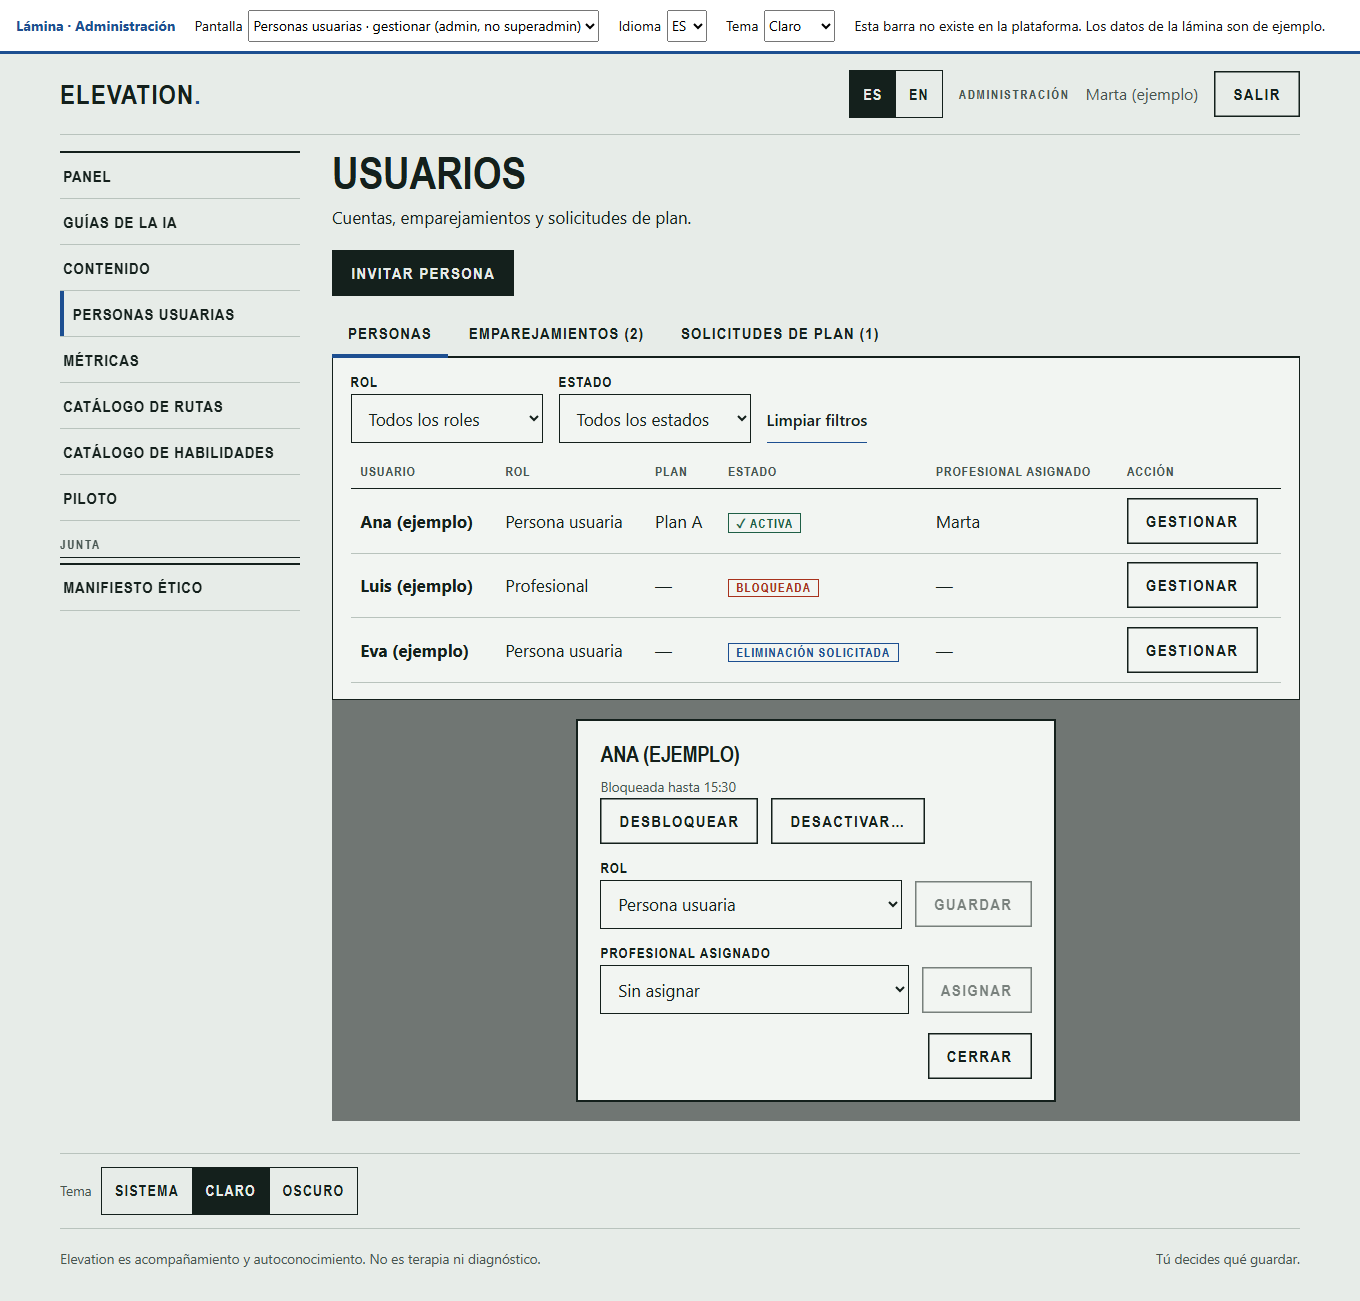 Lámina · Administración Pantalla Personas usuarias · gestionar (admin, no superadmin) Idioma ES Tema Claro Esta barra no existe en la plataforma. Los datos de la lámina son de ejemplo.
ELEVATION. ES EN ADMINISTRACIÓN Marta (ejemplo) SALIR
PANEL
GUÍAS DE LA IA
CONTENIDO
PERSONAS USUARIAS
MÉTRICAS
CATÁLOGO DE RUTAS
CATÁLOGO DE HABILIDADES
PILOTO
JUNTA
MANIFIESTO ÉTICO
USUARIOS
Cuentas, emparejamientos y solicitudes de plan.
INVITAR PERSONA
PERSONAS EMPAREJAMIENTOS (2) SOLICITUDES DE PLAN (1)
ROL ESTADO
Todos los roles Todos los estados Limpiar filtros
USUARIO ROL PLAN ESTADO PROFESIONAL ASIGNADO ACCIÓN
Ana (ejemplo) Persona usuaria Plan A ✓ ACTIVA Marta GESTIONAR
Luis (ejemplo) Profesional — BLOQUEADA — GESTIONAR
Eva (ejemplo) Persona usuaria — ELIMINACIÓN SOLICITADA — GESTIONAR
ANA (EJEMPLO)
Bloqueada hasta 15:30
DESBLOQUEAR DESACTIVAR…
ROL
Persona usuaria GUARDAR
PROFESIONAL ASIGNADO
Sin asignar ASIGNAR
CERRAR
Tema SISTEMA CLARO OSCURO
Elevation es acompañamiento y autoconocimiento. No es terapia ni diagnóstico. Tú decides qué guardar.